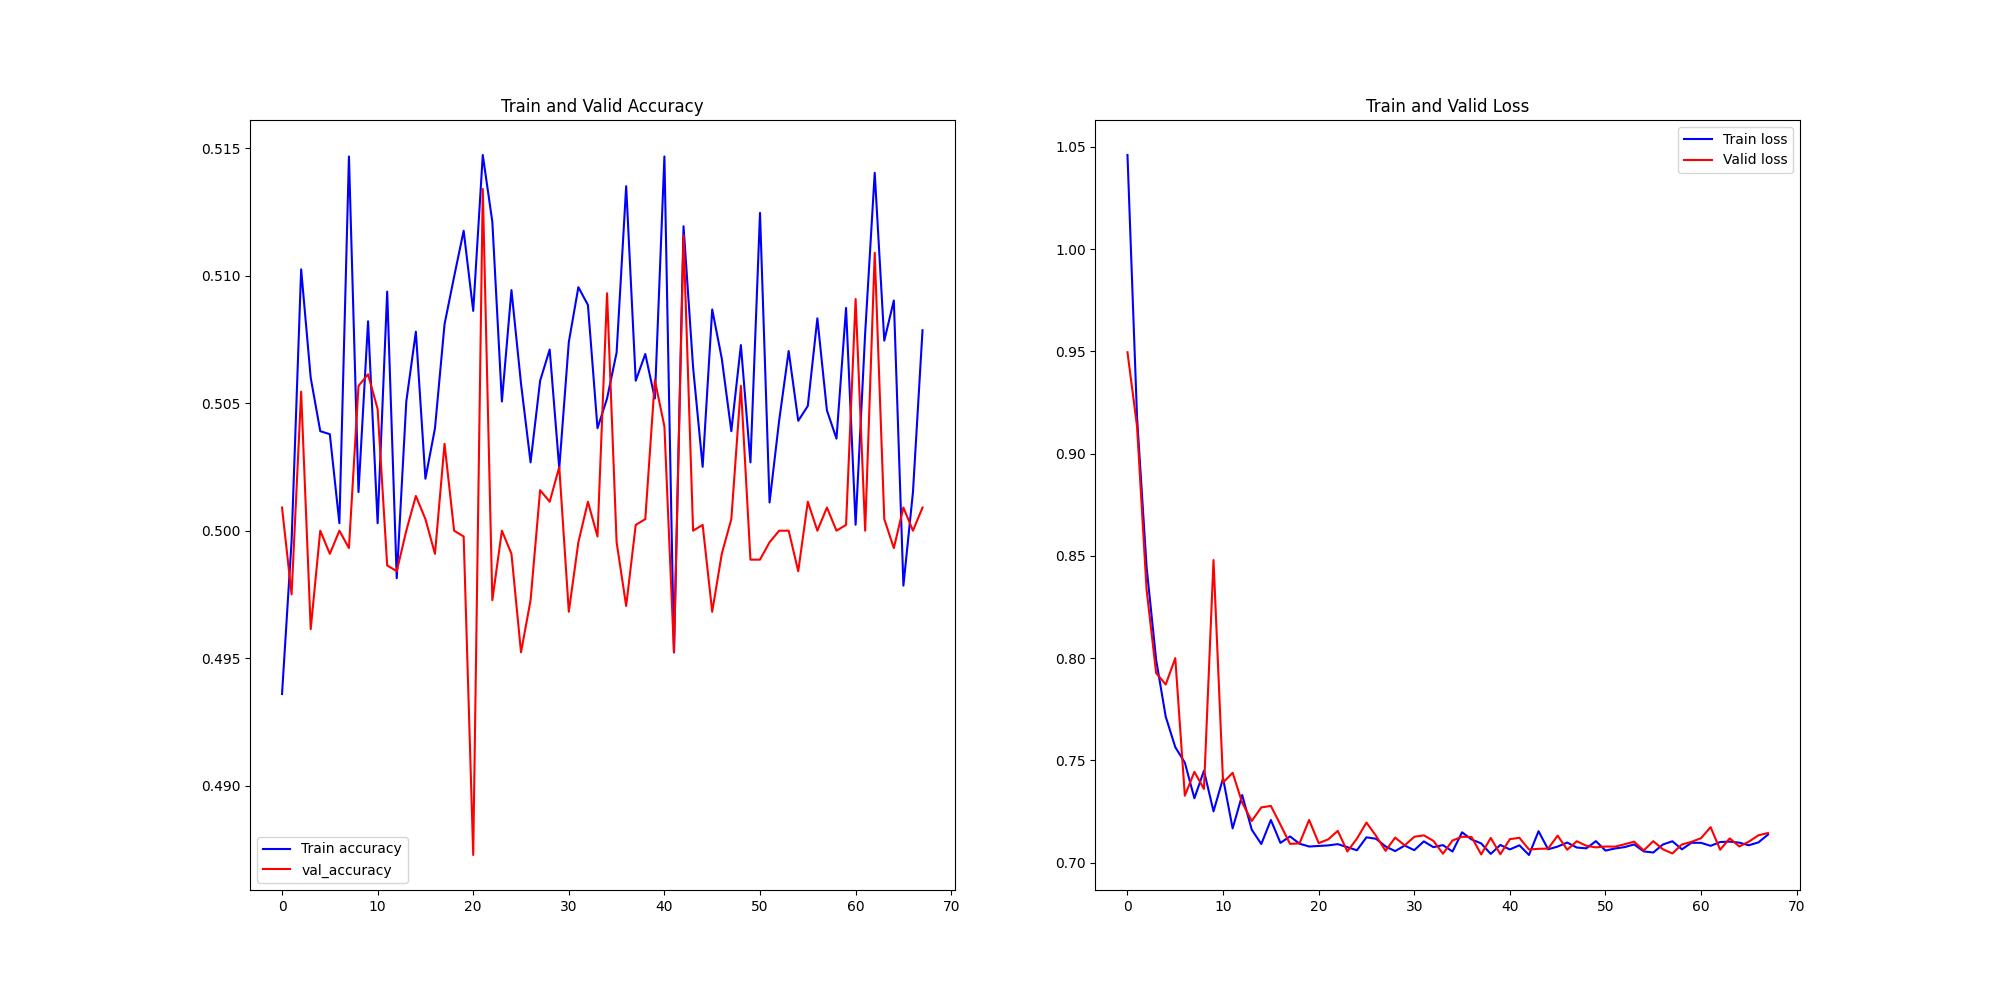 Train and Valid Accuracy
0.515
0.510
0.505
0.500
0.495
0.490
Train accuracy
val_accuracy
0 10 20 30 40 50 60 70
Train and Valid Loss
Train loss
Valid loss
1.05
1.00
0.95
0.90
0.85
0.80
0.75
0.70
0 10 20 30 40 50 60 70